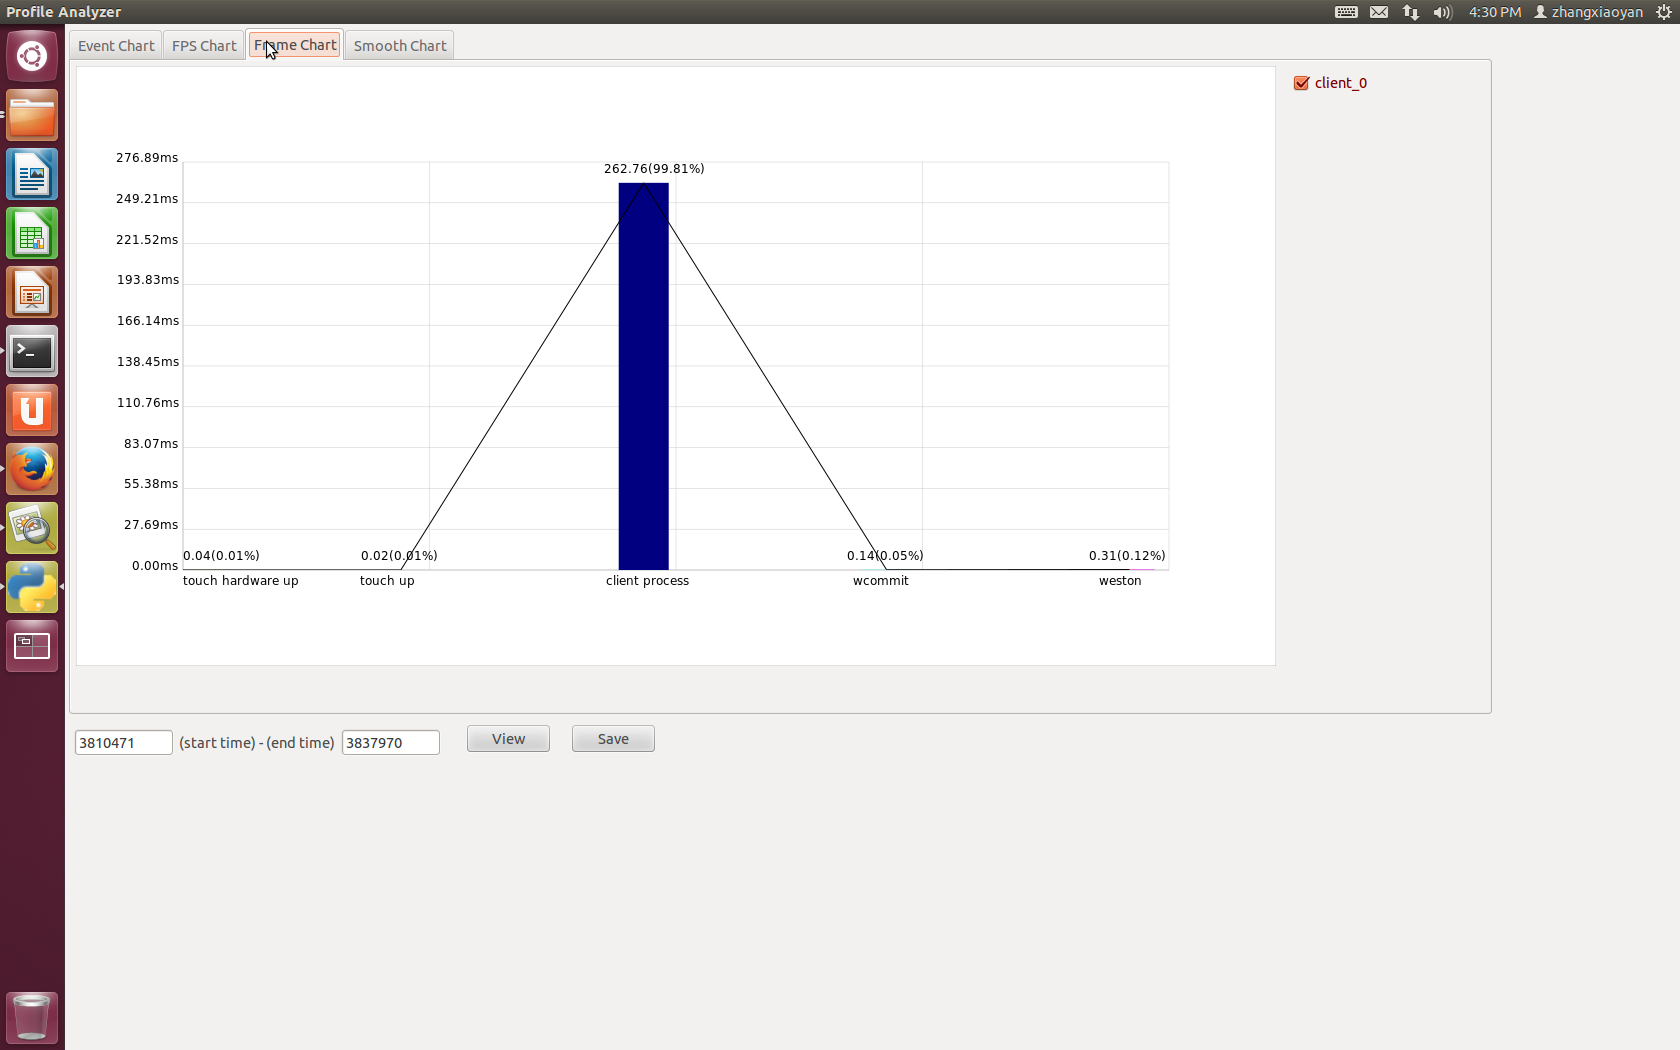 Profile Analyzer
4:30 PM zhangxiaoyan
Event Chart FPS Chart Frame Chart Smooth Chart
client_0
276.89ms
262.76(99.81%)
249.21ms
221.52ms
193.83ms
166.14ms
138.45ms
110.76ms
83.07ms
55.38ms
27.69ms
0.04(0.01%) 0.02(0.01%) 0.14(0.05%) 0.31(0.12%)
0.00ms
touch hardware up touch up client process wcommit weston
3810471 (start time) - (end time) 3837970 View Save